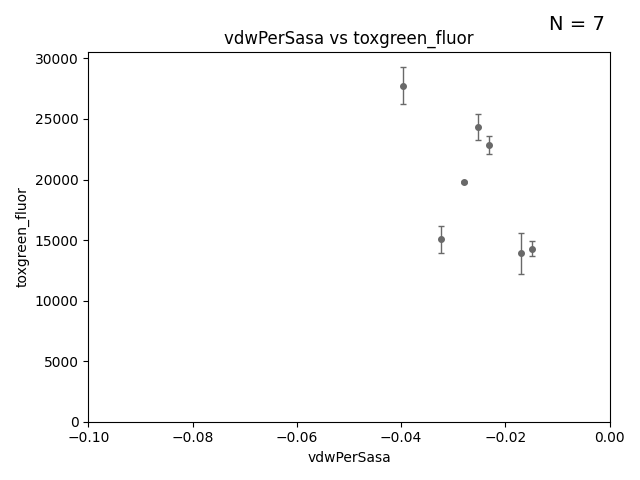 N = 7
vdwPerSasa vs toxgreen_fluor
30000
25000
20000
15000
10000
5000
0
toxgreen_fluor
−0.10 −0.08 −0.06 −0.04 −0.02 0.00
vdwPerSasa